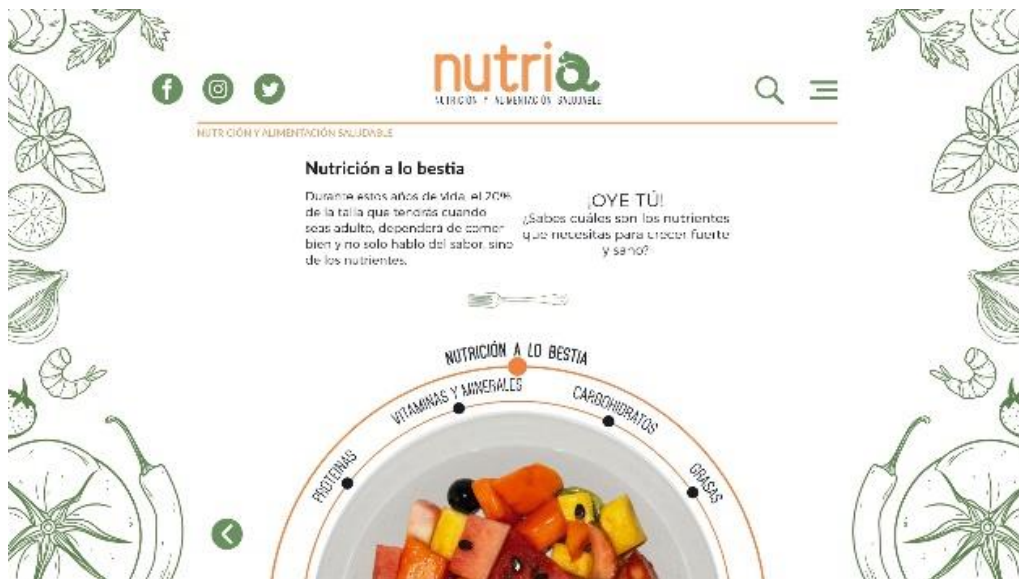 nutria
NUTRICIÓN Y ALIMENTACIÓN SALUDABLE
NUTRICIÓN Y ALIMENTACIÓN SALUDABLE
Nutrición a lo bestia
Durante estos años de vida, el 20%
de la talla que tendrás cuando
seas adulto, dependerá de comer
bien y no solo hablo del sabor, sino
de los nutrientes.
¡OYE TÚ!
¿Sabes cuáles son los nutrientes
que necesitas para crecer fuerte
y sano?
NUTRICIÓN A LO BESTIA
VITAMINAS Y MINERALES
CARBOHIDRATOS
PROTEINAS
GRASAS